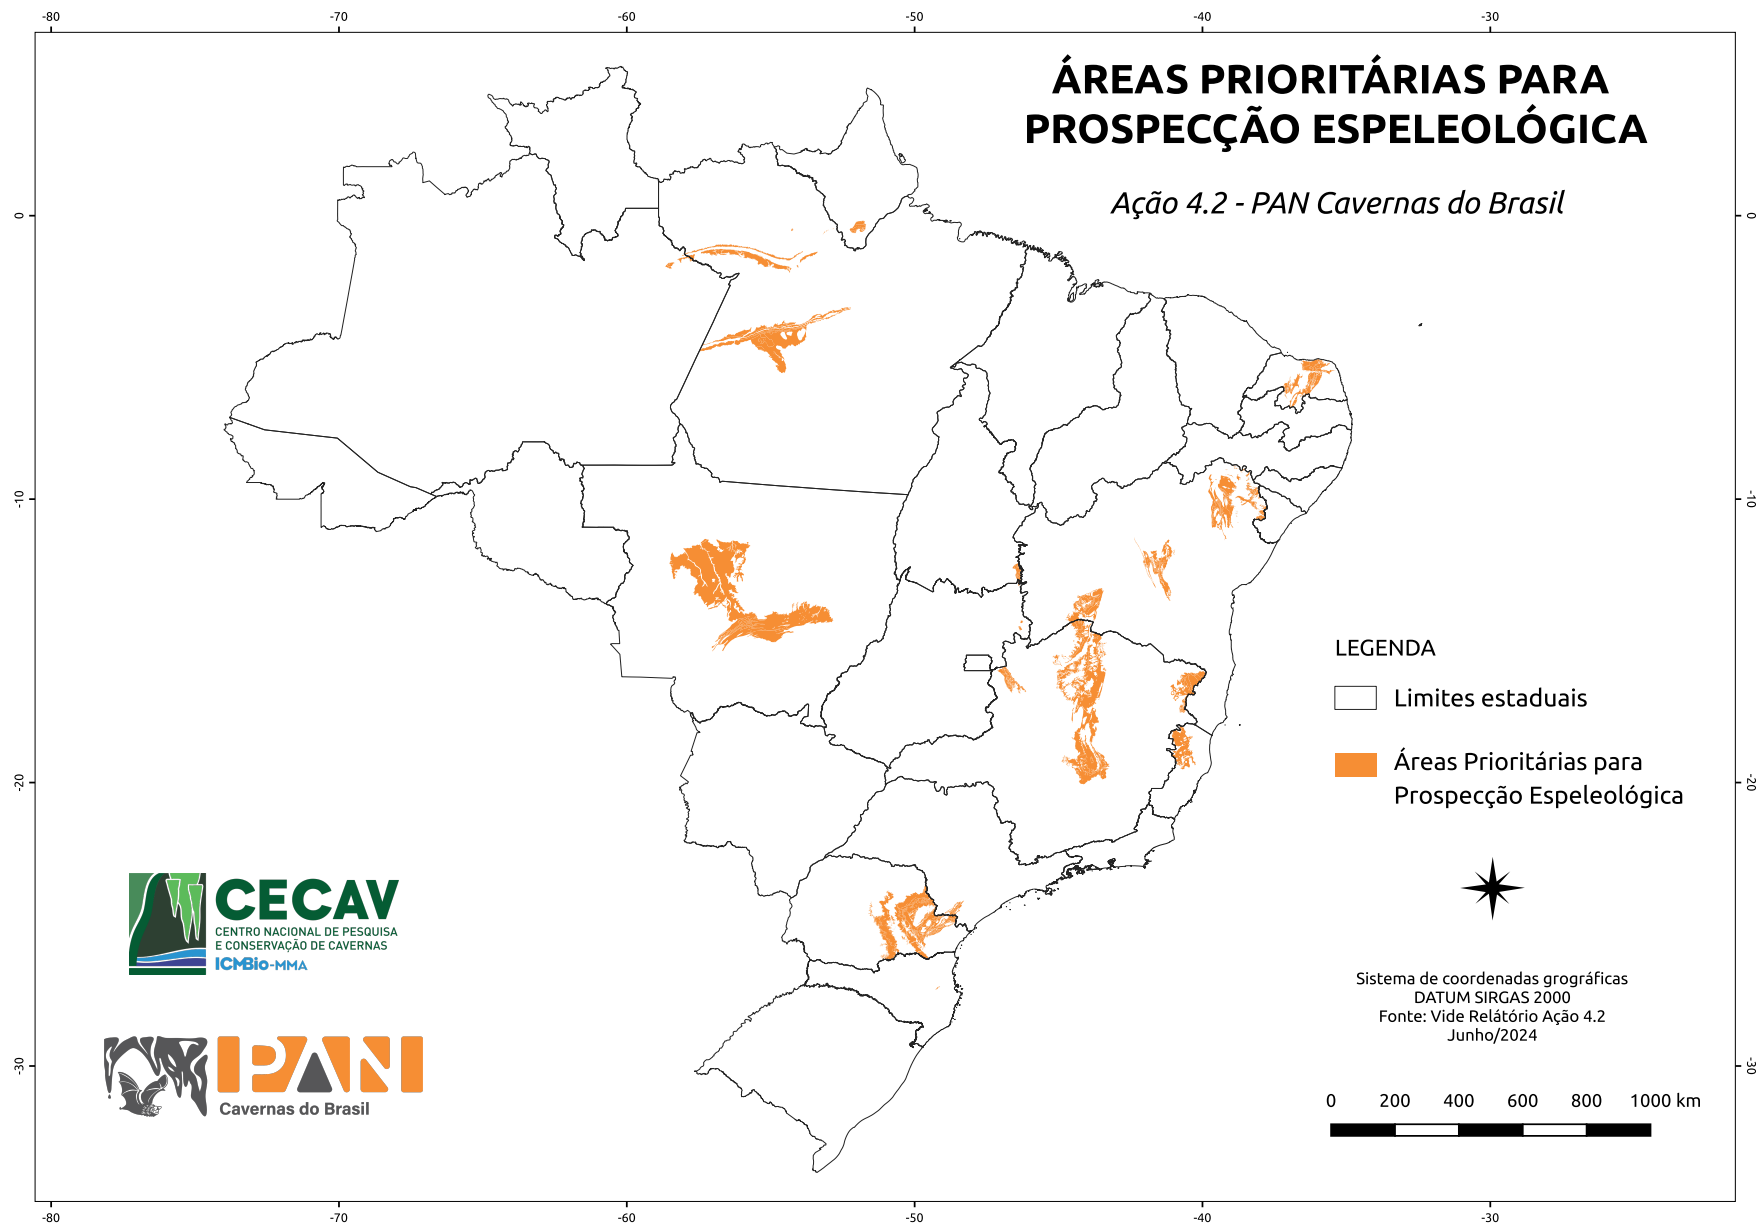 -80 -70 -60 -50 -40 -30
ÁREAS PRIORITÁRIAS PARA
PROSPECÇÃO ESPELEOLÓGICA
Ação 4.2 - PAN Cavernas do Brasil
0 0
-10 -10
LEGENDA
Limites estaduais
Áreas Prioritárias para
Prospecção Espeleológica
-20 -20
CECAV
CENTRO NACIONAL DE PESQUISA
E CONSERVAÇÃO DE CAVERNAS
ICMBio-MMA
Sistema de coordenadas grográficas
DATUM SIRGAS 2000
Fonte: Vide Relátório Ação 4.2
Junho/2024
PAN
Cavernas do Brasil
-30 -30
0 200 400 600 800 1000 km
-80 -70 -60 -50 -40 -30